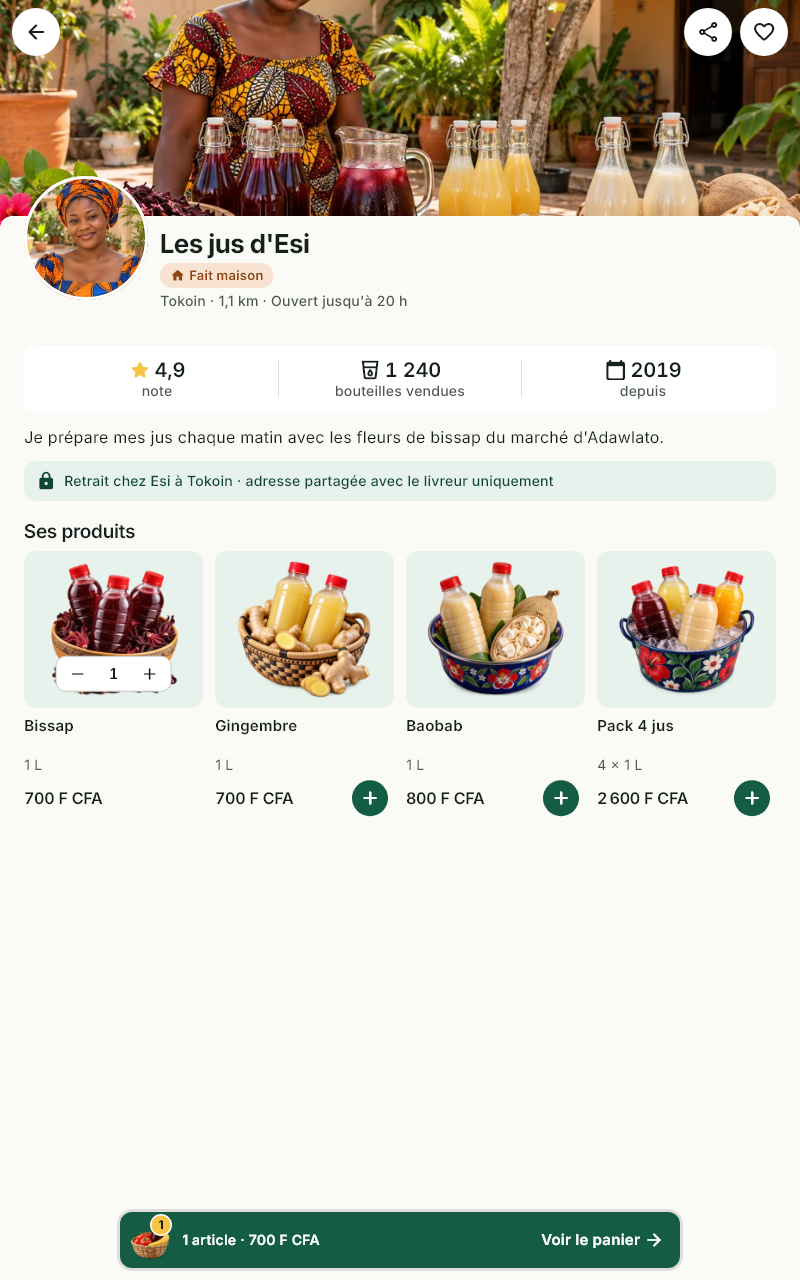 Les jus d'Esi
Fait maison
Tokoin · 1,1 km · Ouvert jusqu'à 20 h
4,9
note
1 240
bouteilles vendues
2019
depuis
Je prépare mes jus chaque matin avec les fleurs de bissap du marché d'Adawlato.
Retrait chez Esi à Tokoin · adresse partagée avec le livreur uniquement
Ses produits
1
Bissap
1 L
700 F CFA
Gingembre
1 L
700 F CFA
Baobab
1 L
800 F CFA
Pack 4 jus
4 × 1 L
2 600 F CFA
1
1 article · 700 F CFA
Voir le panier